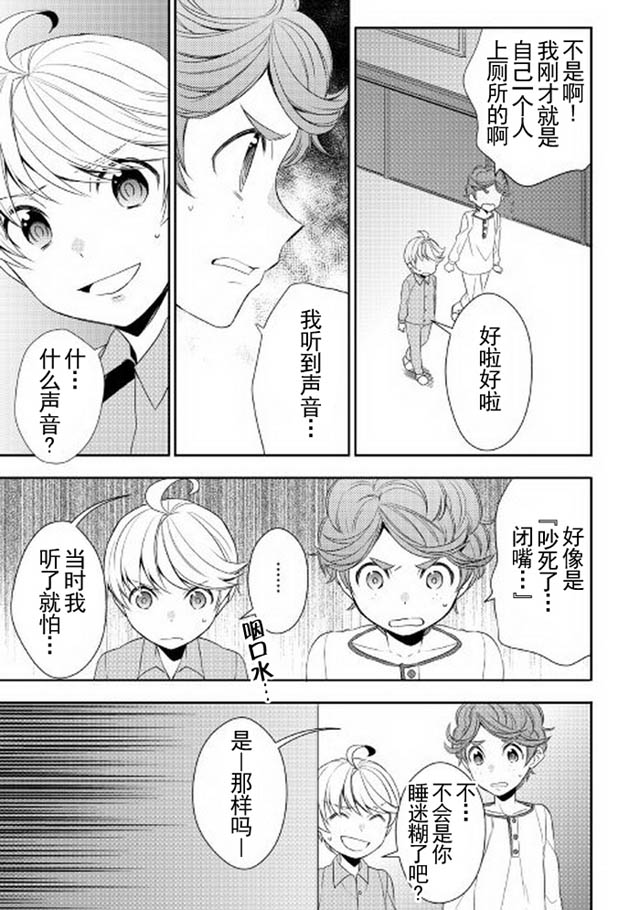 不是啊！
我刚才就是
自己一个人
上厕所的啊
好啦好啦
我听到声音…
什…
什么声音？
好像是
『吵死了…
闭嘴…』
……
咽口水…
当时我
听了就怕…
不…
不会是你
睡迷糊了吧？
是—那样吗—